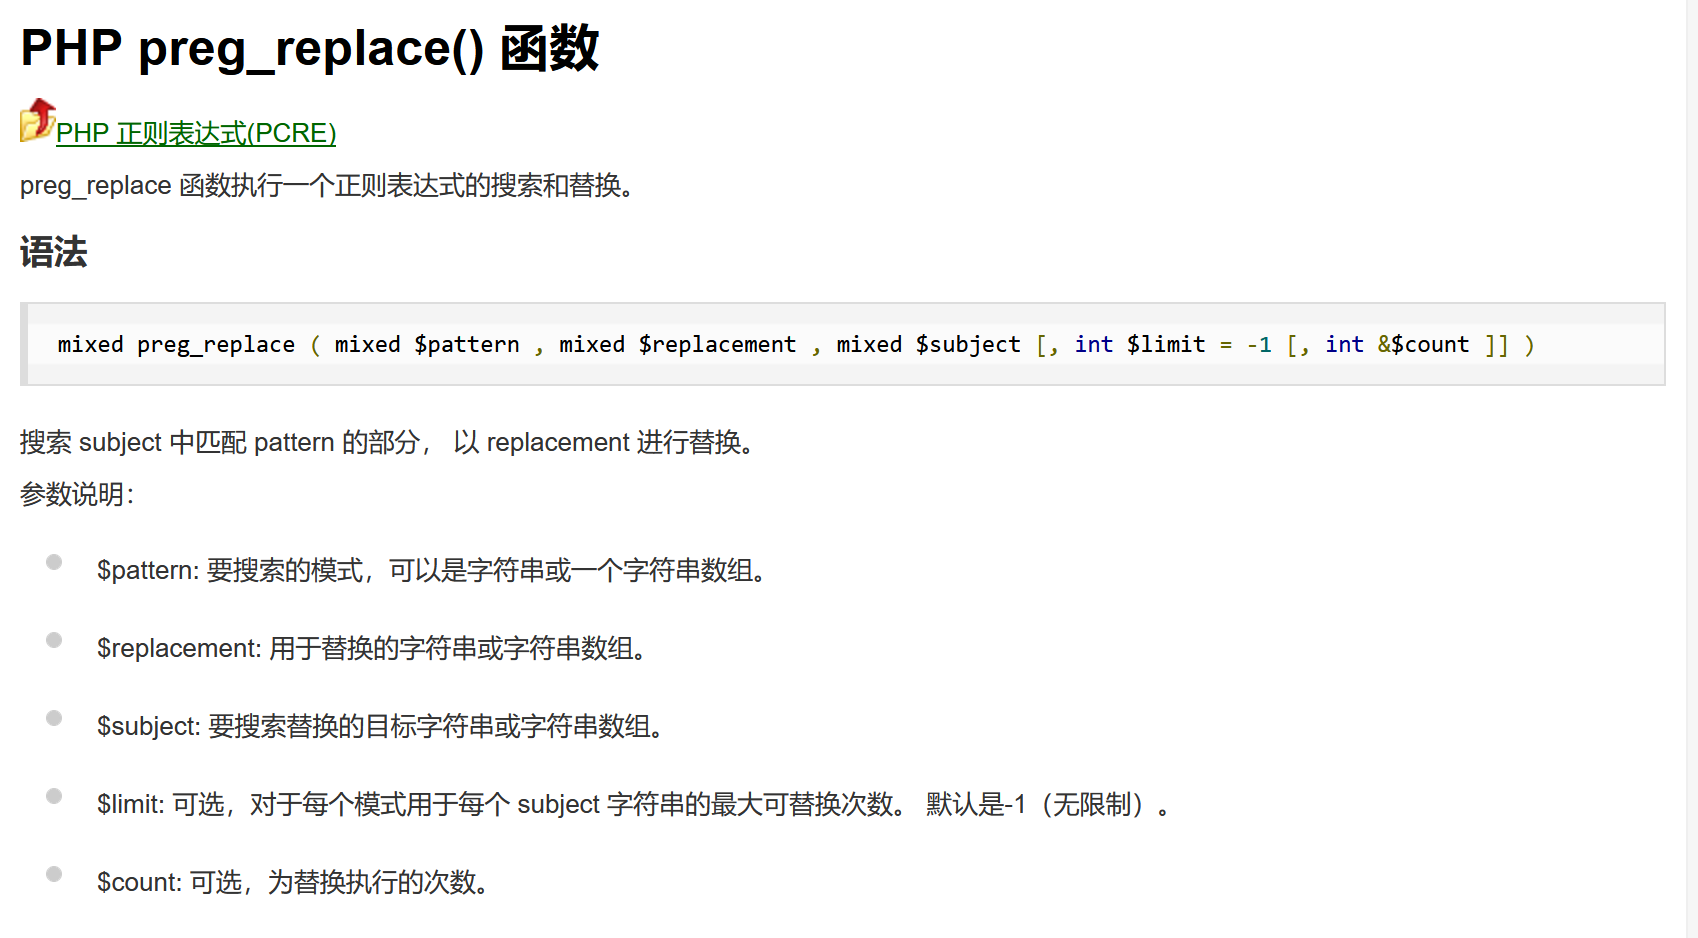 PHP preg_replace() 函数
PHP 正则表达式(PCRE)
preg_replace 函数执行一个正则表达式的搜索和替换。
语法
mixed preg_replace ( mixed $pattern , mixed $replacement , mixed $subject [, int $limit = -1 [, int &$count ]] )
搜索 subject 中匹配 pattern 的部分， 以 replacement 进行替换。
参数说明：
$pattern: 要搜索的模式，可以是字符串或一个字符串数组。
$replacement: 用于替换的字符串或字符串数组。
$subject: 要搜索替换的目标字符串或字符串数组。
$limit: 可选，对于每个模式用于每个 subject 字符串的最大可替换次数。 默认是-1（无限制）。
$count: 可选，为替换执行的次数。